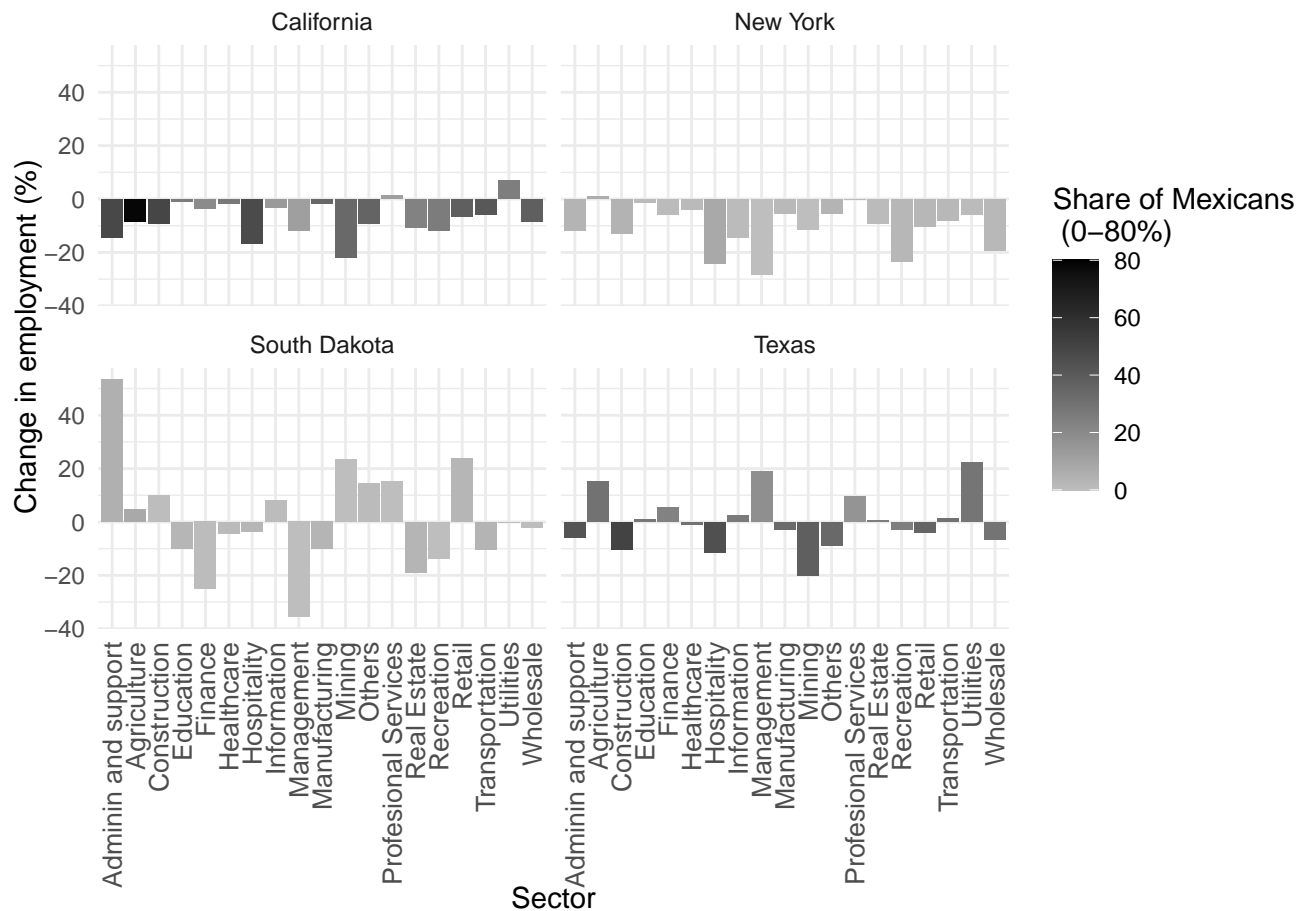 California
New York
40
20
0
−20
−40
South Dakota
Texas
40
20
0
−20
−40
Change in employment (%)
Share of Mexicans
(0−80%)
80
60
40
20
0
Adminin and support
Agriculture
Construction
Education
Finance
Healthcare
Hospitality
Information
Management
Manufacturing
Mining
Others
Profesional Services
Real Estate
Recreation
Retail
Transportation
Utilities
Wholesale
Adminin and support
Agriculture
Construction
Education
Finance
Healthcare
Hospitality
Information
Management
Manufacturing
Mining
Others
Profesional Services
Real Estate
Recreation
Retail
Transportation
Utilities
Wholesale
Sector